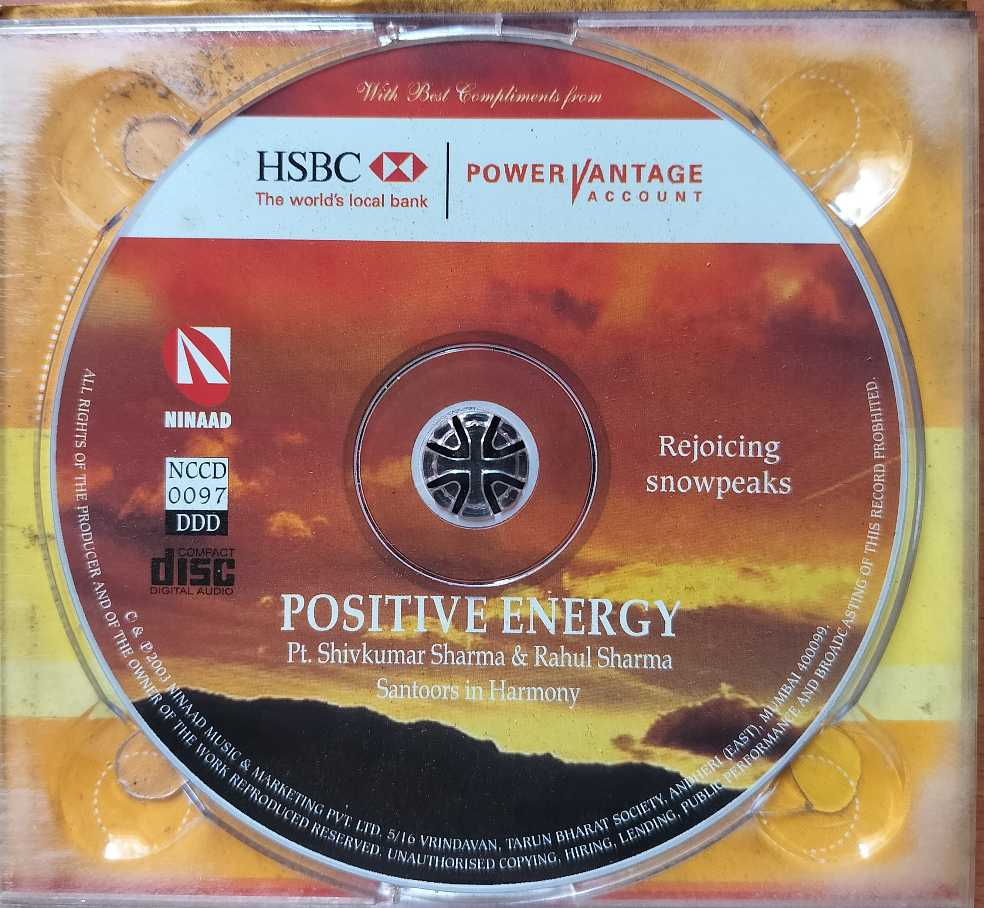 With Best Compliments from
HSBC
The world's local bank
POWERVANTAGE
ACCOUNT
NINAAD
NCCD
0097
DDD
COMPACT
disc
DIGITAL AUDIO
Rejoicing
snowpeaks
POSITIVE ENERGY
Pt. Shivkumar Sharma & Rahul Sharma
Santoors in Harmony
C & P 2003 NINAAD MUSIC & MARKETING PVT. LTD. 5/16 VRINDAVAN, TARUN BHARAT SOCIETY, ANDHERI (EAST), MUMBAI 400099.
ALL RIGHTS OF THE PRODUCER AND OF THE OWNER OF THE WORK REPRODUCED RESERVED. UNAUTHORISED COPYING, HIRING, LENDING, PUBLIC PERFORMANCE AND BROADCASTING OF THIS RECORD PROBHITED.